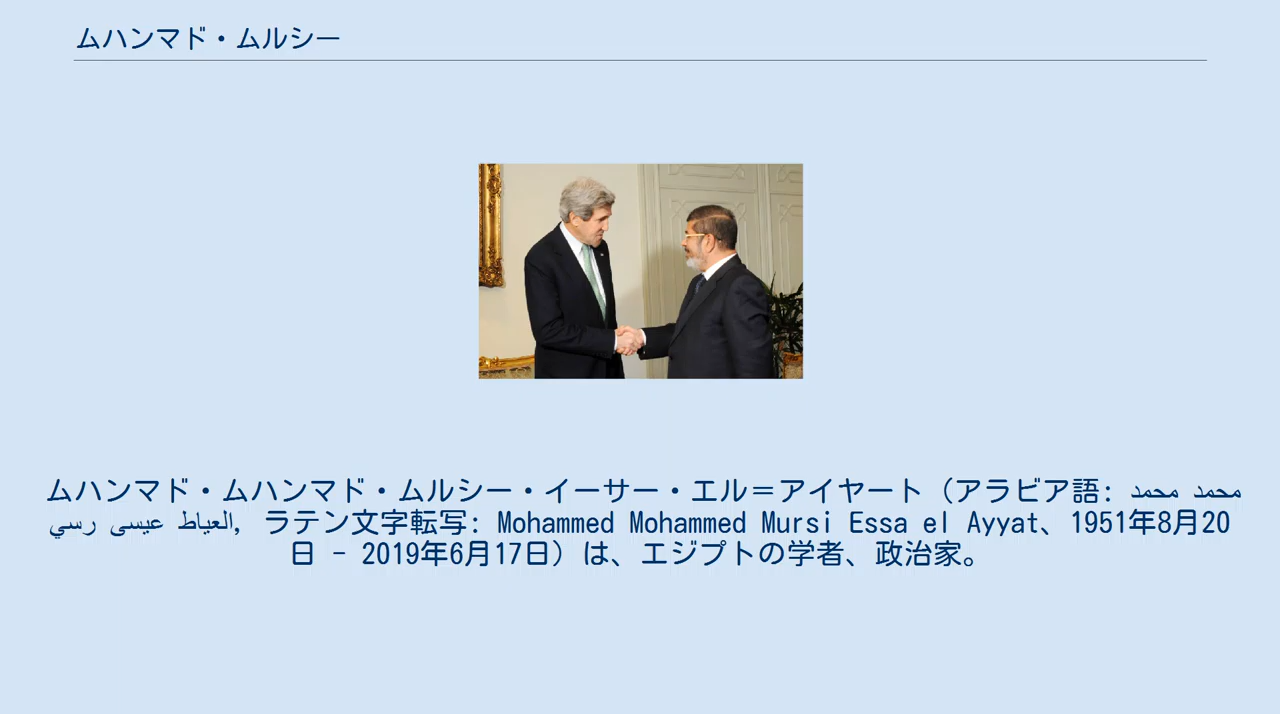 ムハンマド・ムルシー
ムハンマド・ムハンマド・ムルシー・イーサー・エル＝アイヤート（アラビア語: محمد محمد
العياط عيسى رسي, ラテン文字転写: Mohammed Mohammed Mursi Essa el Ayyat、1951年8月20
日 - 2019年6月17日）は、エジプトの学者、政治家。